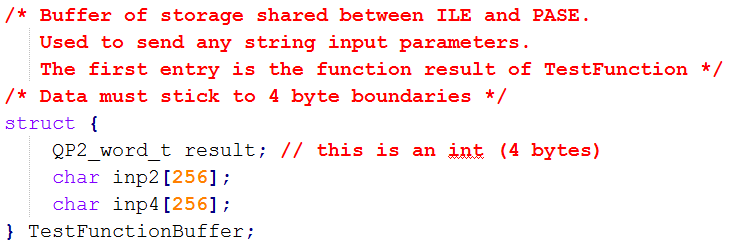 /* Buffer of storage shared between ILE and PASE.
Used to send any string input parameters.
The first entry is the function result of TestFunction */
/* Data must stick to 4 byte boundaries */
struct {
QP2_word_t result; // this is an int (4 bytes)
char inp2[256];
char inp4[256];
} TestFunctionBuffer;